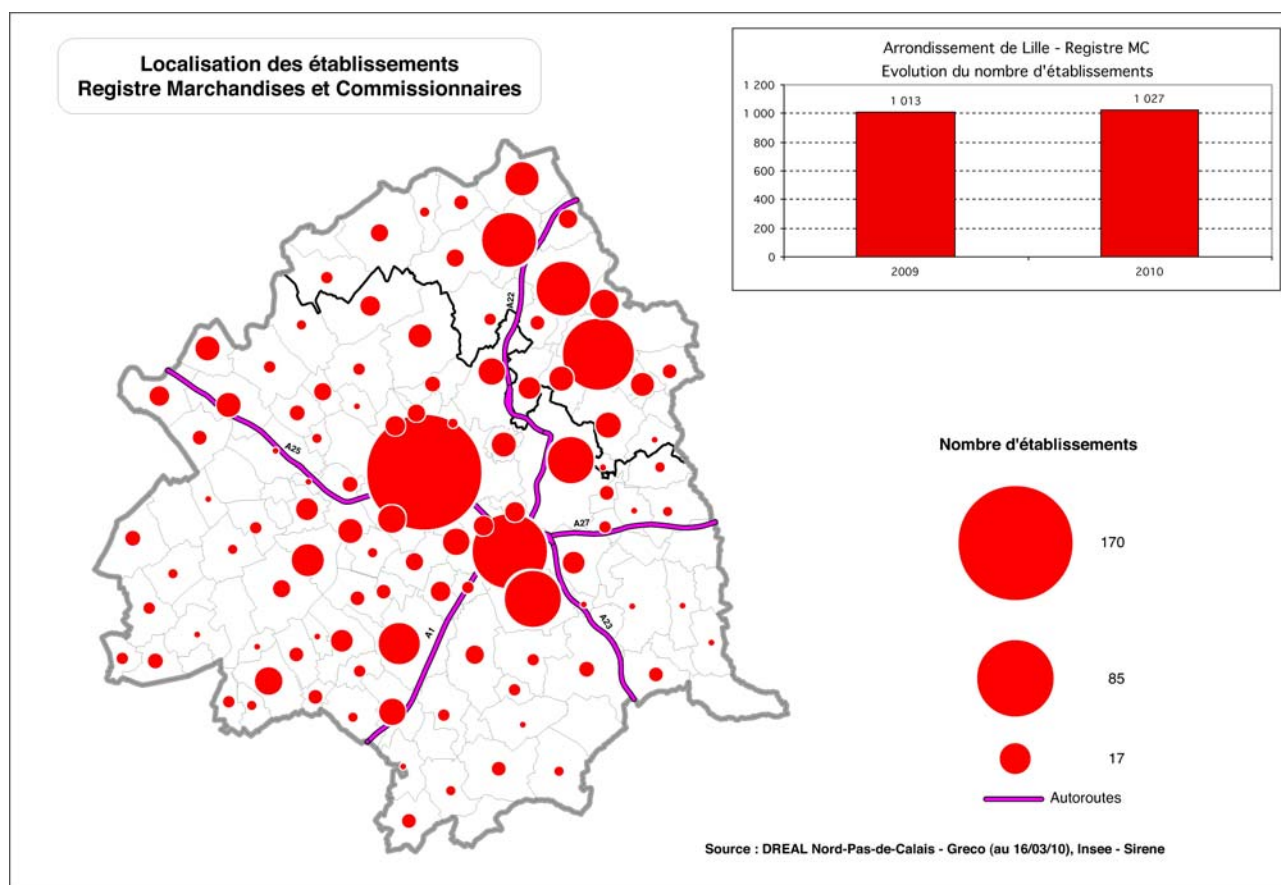 Localisation des établissements
Registre Marchandises et Commissionnaires
Arrondissement de Lille - Registre MC
Evolution du nombre d'établissements
1 200
1 000
800
600
400
200
0
1 013
1 027
2009
2010
A22
A25
A27
A1
A23
Nombre d'établissements
170
85
17
Autoroutes
Source : DREAL Nord-Pas-de-Calais - Greco (au 16/03/10), Insee - Sirene